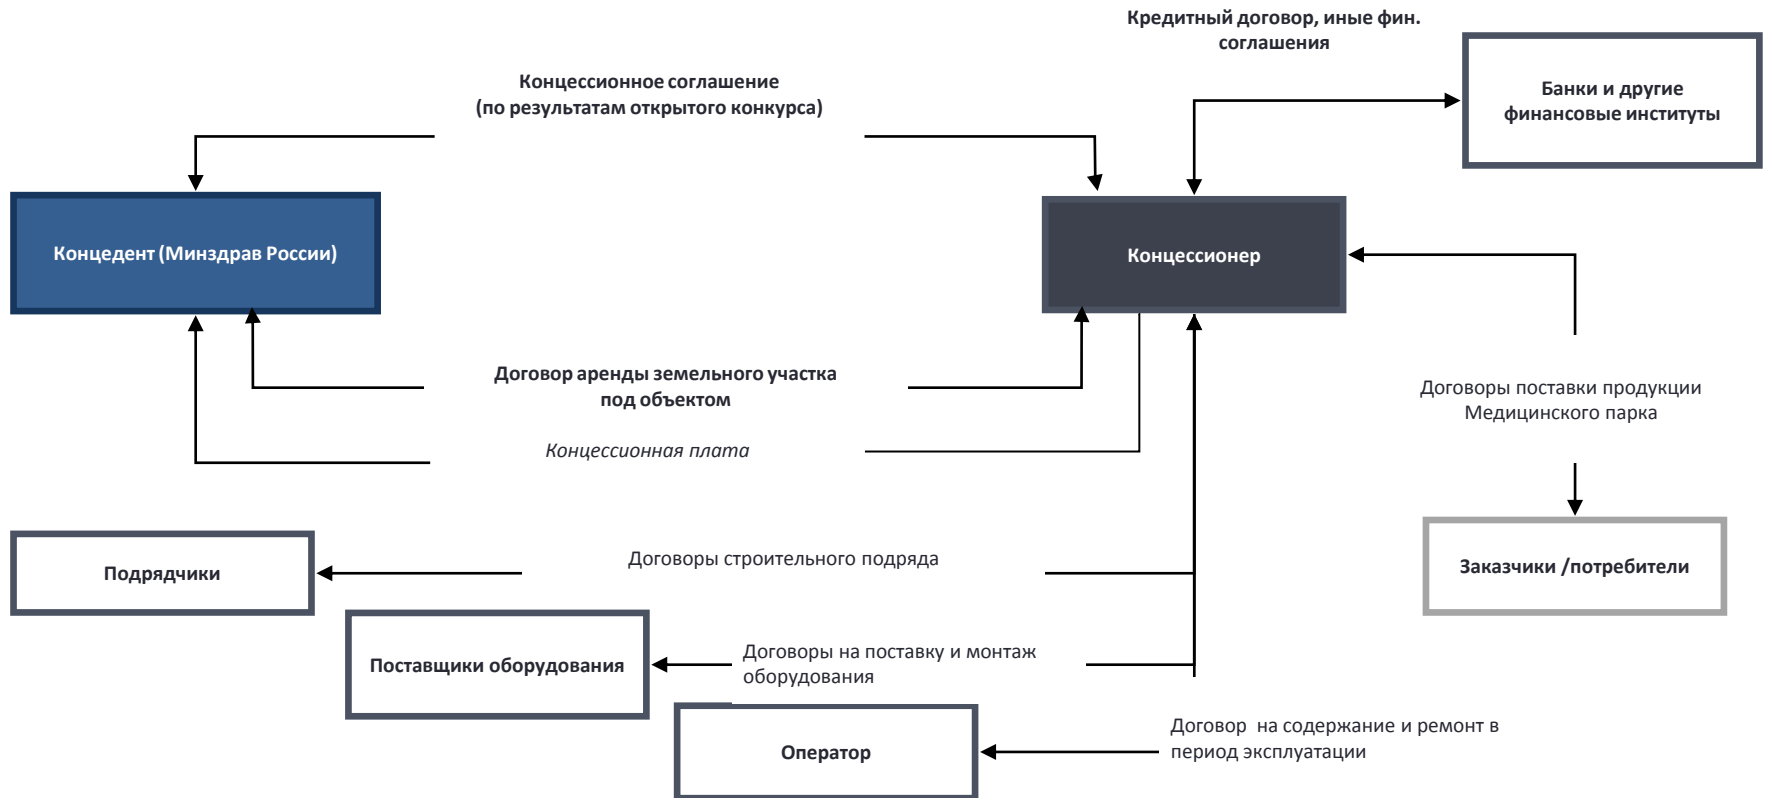 Кредитный договор, иные фин.
соглашения
Концессионное соглашение
(по результатам открытого конкурса)
Банки и другие
финансовые институты
Концедент (Минздрав России)
Концессионер
Договор аренды земельного участка
под объектом
Договоры поставки продукции
Медицинского парка
Концессионная плата
Договоры строительного подряда
Подрядчики
Заказчики /потребители
Поставщики оборудования
Договоры на поставку и монтаж
оборудования
Оператор
Договор на содержание и ремонт в
период эксплуатации